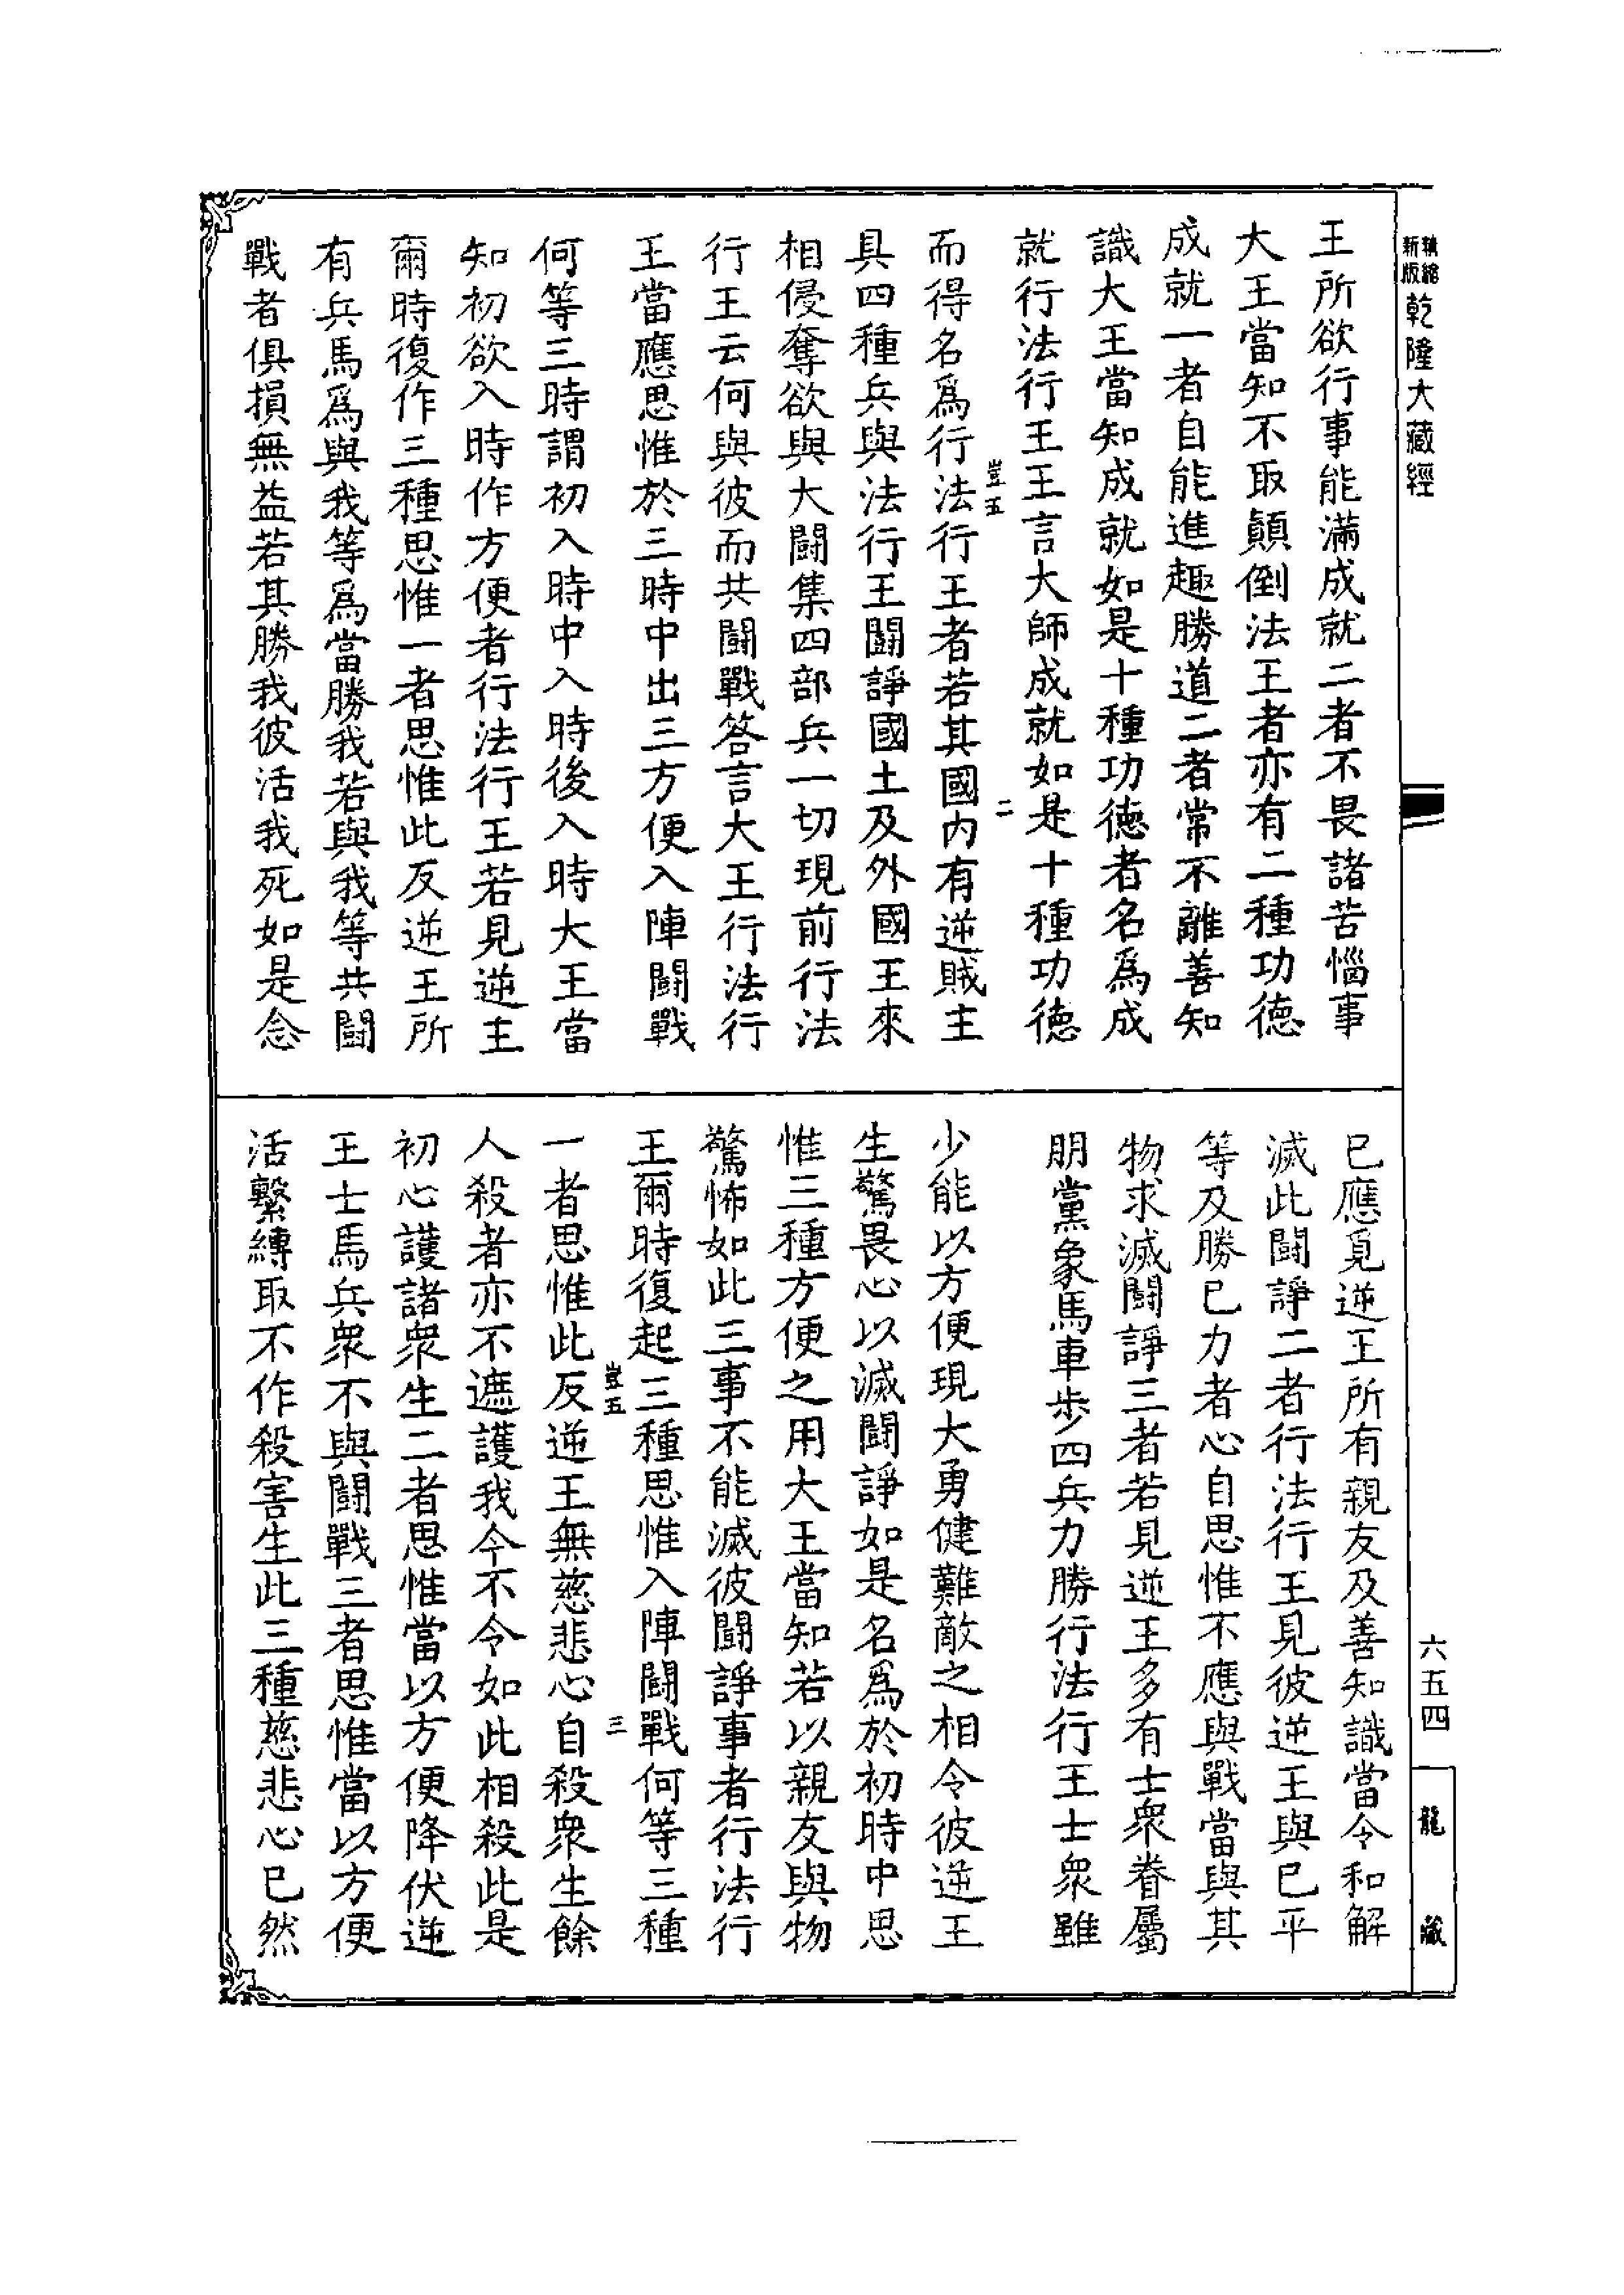 精縮
新版
乾隆大藏經
王所欲行事能滿成就二者不畏諸苦惱事
大王當知不取顛倒法王者亦有二種功德
成就一者自能進趣勝道二者常不離善知
識大王當知成就如是十種功德者名爲成
就行法行王王言大師成就如是十種功德
豈五
二
而得名爲行法行王者若其國內有逆賊主
具四種兵與法行王鬪諍國土及外國王來
相侵奪欲與大鬪集四部兵一切現前行法
行王云何與彼而共鬪戰答言大王行法行
王當應思惟於三時中出三方便入陣鬪戰
何等三時謂初入時中入時後入時大王當
知初欲入時作方便者行法行王若見逆主
爾時復作三種思惟一者思惟此反逆王所
有兵馬爲與我等爲當勝我若與我等共鬪
戰者俱損無益若其勝我彼活我死如是念
已應覓逆王所有親友及善知識當令和解
滅此鬪諍二者行法行王見彼逆王與已平
等及勝已力者心自思惟不應與戰當與其
物求滅鬪諍三者若見逆王多有士衆眷屬
朋黨象馬車步四兵力勝行法行王士衆雖
少能以方便現大勇健難敵之相令彼逆王
生驚畏心以滅鬪諍如是名爲於初時中思
惟三種方便之用大王當知若以親友與物
驚怖如此三事不能滅彼鬪諍事者行法行
王爾時復起三種思惟入陣鬪戰何等三種
豈五
三
一者思惟此反逆王無慈悲心自殺衆生餘
人殺者亦不遮護我今不令如此相殺此是
初心護諸衆生二者思惟當以方便降伏逆
王士馬兵衆不與鬪戰三者思惟當以方便
活繫縛取不作殺害生此三種慈悲心已然
六五四
龍藏